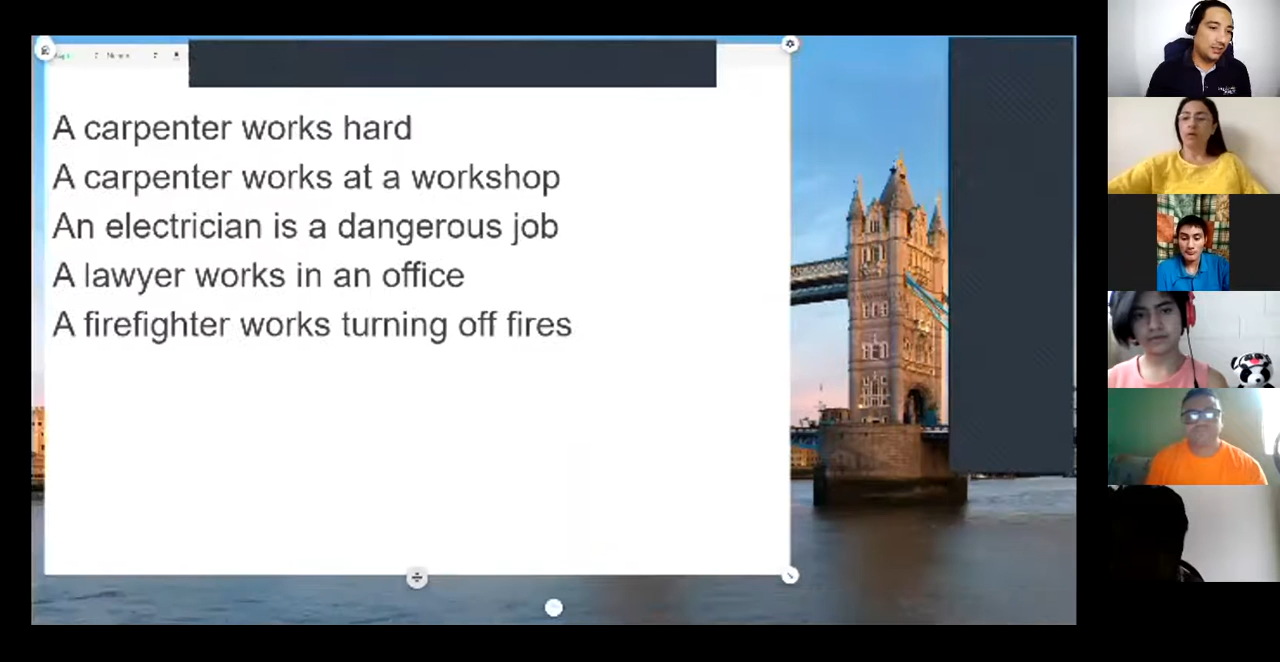 A carpenter works hard
A carpenter works at a workshop
An electrician is a dangerous job
A lawyer works in an office
A firefighter works turning off fires